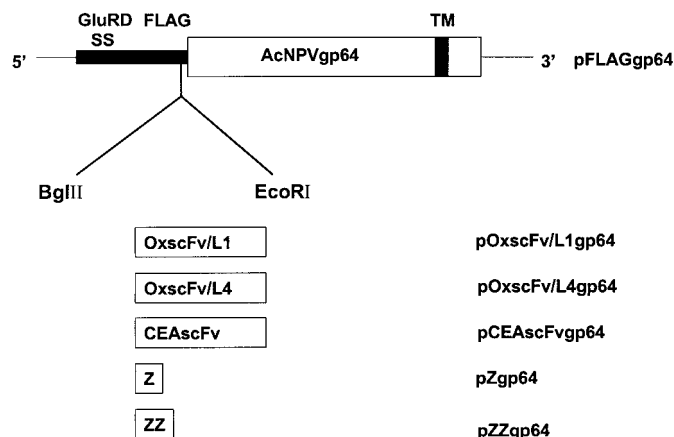 GluRD FLAG
SS
TM
5' AcNPVgp64 3' pFLAGgp64
BglII EcoRI
OxscFv/L1 pOxscFv/L1gp64
OxscFv/L4 pOxscFv/L4gp64
CEAscFv pCEAscFvgp64
Z pZgp64
ZZ pZZgp64